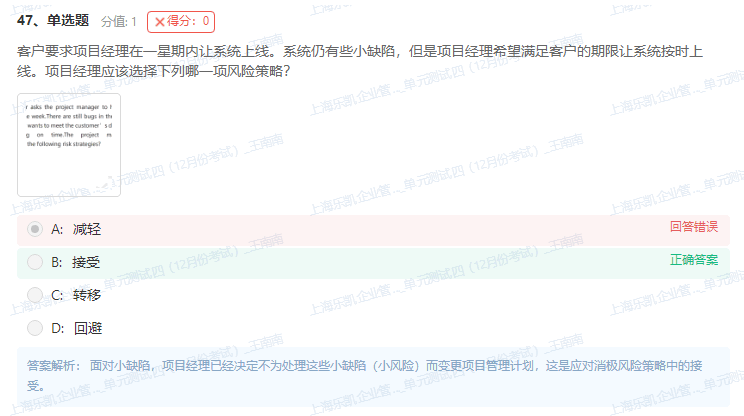 47、单选题 分值: 1 ✕得分：0
客户要求项目经理在一星期内让系统上线。系统仍有些小缺陷，但是项目经理希望满足客户的期限让系统按时上
线。项目经理应该选择下列哪一项风险策略？
r asks the project manager to h
e week.There are still bugs in the
wants to meet the customer's d
g on time.The project m
the following risk strategies?
A: 减轻 回答错误
B: 接受 正确答案
C: 转移
D: 回避
答案解析： 面对小缺陷，项目经理已经决定不为处理这些小缺陷（小风险）而变更项目管理计划，这是应对消极风险策略中的接
受。
上海乐凯企业管..._单元测试四（12月份考试）_王南南